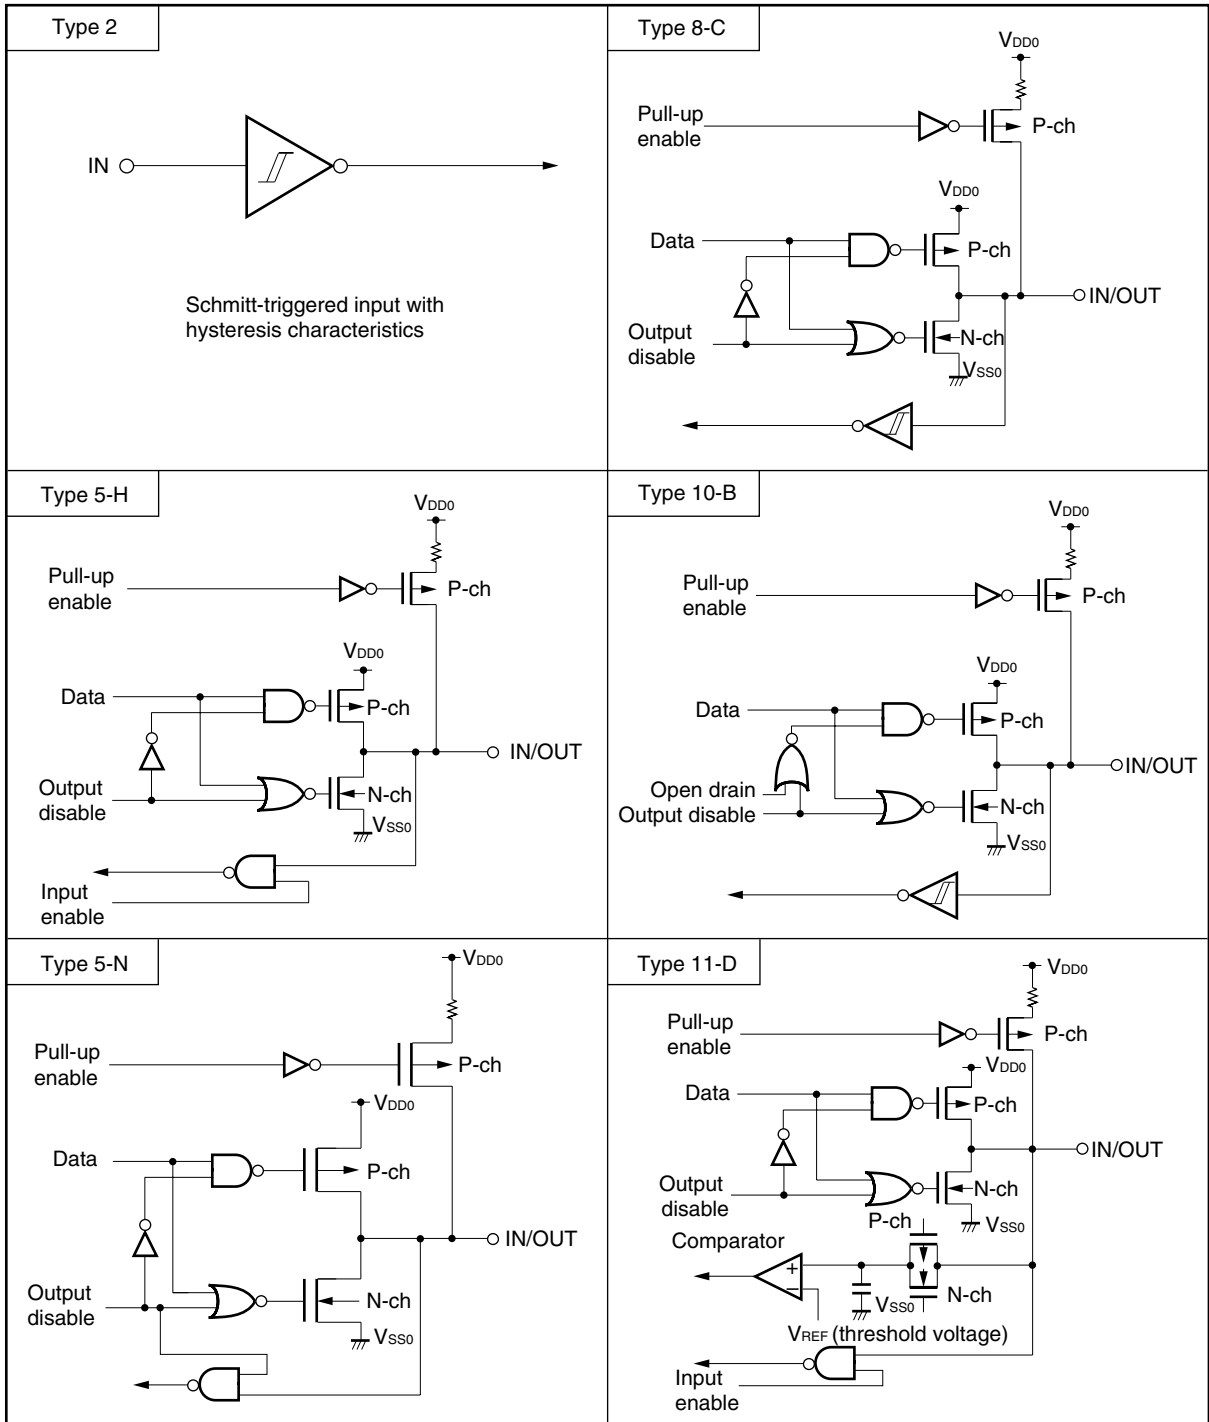 Type 2
IN
Schmitt-triggered input with
hysteresis characteristics
Type 8-C
VDD0
Pull-up
enable
P-ch
VDD0
Data
P-ch
IN/OUT
Output
disable
N-ch
VSS0
Type 5-H
VDD0
Pull-up
enable
P-ch
VDD0
Data
P-ch
IN/OUT
Output
disable
N-ch
VSS0
Input
enable
Type 10-B
VDD0
Pull-up
enable
P-ch
VDD0
Data
P-ch
IN/OUT
Open drain
Output disable
N-ch
VSS0
Type 5-N
VDD0
Pull-up
enable
P-ch
VDD0
Data
P-ch
IN/OUT
Output
disable
N-ch
VSS0
Type 11-D
VDD0
Pull-up
enable
P-ch
VDD0
Data
P-ch
IN/OUT
Output
disable
N-ch
P-ch
VSS0
Comparator
+
−
VSS0
N-ch
VREF (threshold voltage)
Input
enable